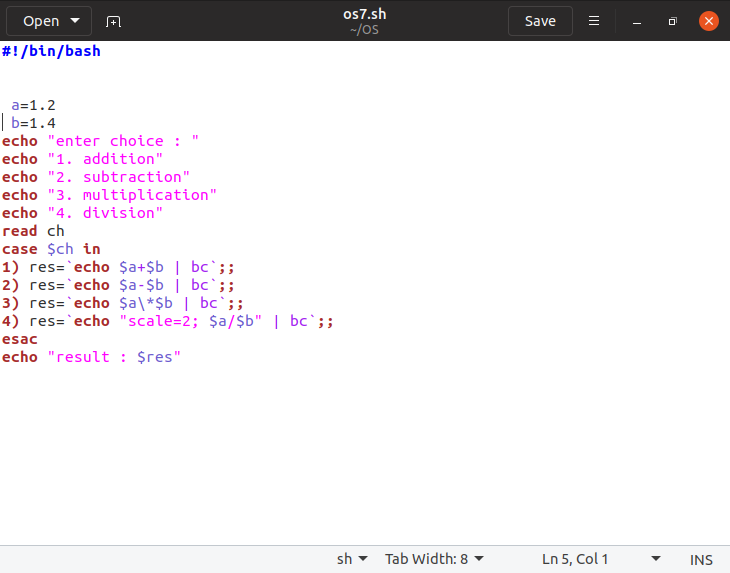 Open
os7.sh
~/OS
Save
#!/bin/bash
a=1.2
b=1.4
echo "enter choice : "
echo "1. addition"
echo "2. subtraction"
echo "3. multiplication"
echo "4. division"
read ch
case $ch in
1) res=`echo $a+$b | bc`;;
2) res=`echo $a-$b | bc`;;
3) res=`echo $a\*$b | bc`;;
4) res=`echo "scale=2; $a/$b" | bc`;;
esac
echo "result : $res"
sh Tab Width: 8 Ln 5, Col 1 INS